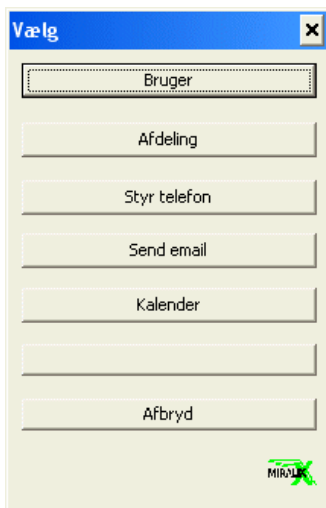 Vælg
Bruger
Afdeling
Styr telefon
Send email
Kalender
Afbryd
MIRALIX